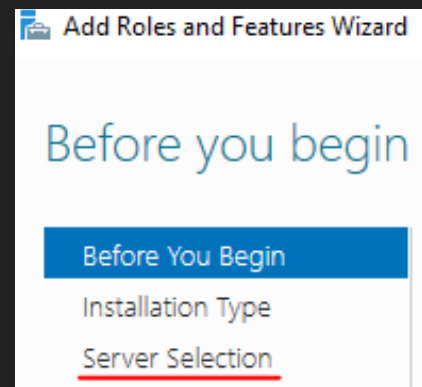 Add Roles and Features Wizard
Before you begin
Before You Begin
Installation Type
Server Selection